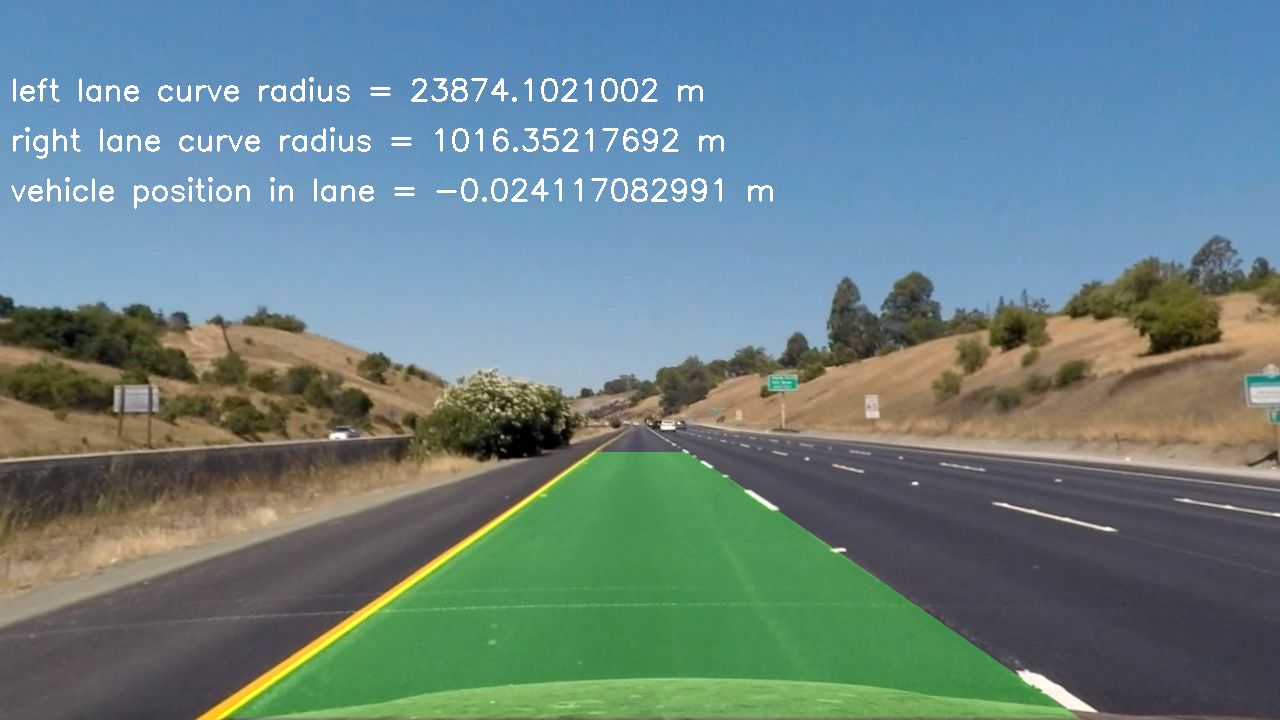 left lane curve radius = 23874.1021002 m
right lane curve radius = 1016.35217692 m
vehicle position in lane = −0.024117082991 m